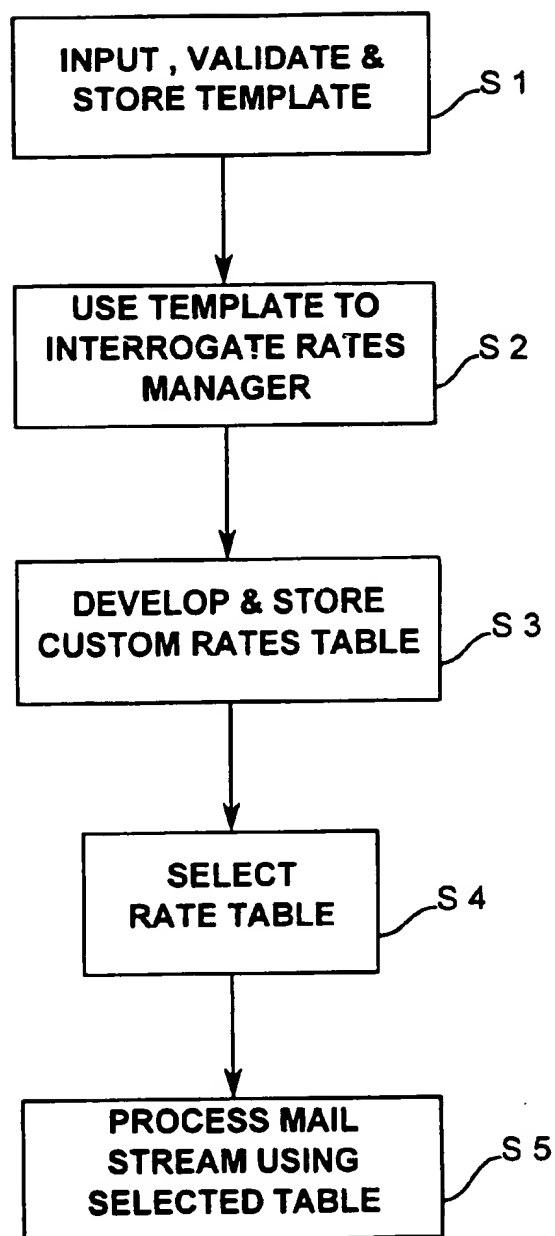 INPUT , VALIDATE &
STORE TEMPLATE
S 1
USE TEMPLATE TO
INTERROGATE RATES
MANAGER
S 2
DEVELOP & STORE
CUSTOM RATES TABLE
S 3
SELECT
RATE TABLE
S 4
PROCESS MAIL
STREAM USING
SELECTED TABLE
S 5